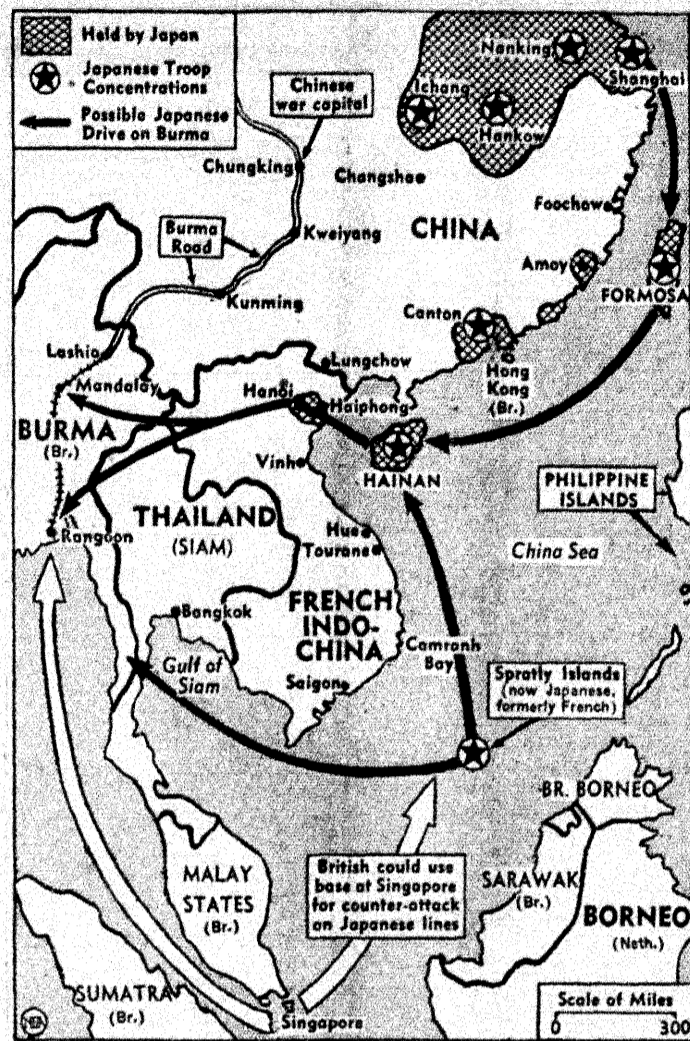 Held by Japan
Japanese Troop
Concentrations
Possible Japanese
Drive on Burma
Chinese
war capital
Nanking
Shanghai
Ichang
Hankow
Chungking
Changsha
Foochow
Burma
Road
Kweiyang
CHINA
Amoy
Kunming
FORMOSA
Canton
Lashio
Lungchow
Hong
Kong
(Br.)
Mandalay
Hanoi
Haiphong
BURMA
(Br.)
Vinh
HAINAN
PHILIPPINE
ISLANDS
THAILAND
(SIAM)
Rangoon
Hue
Tourane
China Sea
Bangkok
FRENCH
INDO-
CHINA
Camranh
Bay
Gulf of
Siam
Saigon
Spratly Islands
(now Japanese,
formerly French)
BR. BORNEO
MALAY
STATES
(Br.)
British could use
base at Singapore
for counter-attack
on Japanese lines
SARAWAK
(Br.)
BORNEO
(Neth.)
SUMATRA
(Br.)
Singapore
Scale of Miles
0 300
NEA